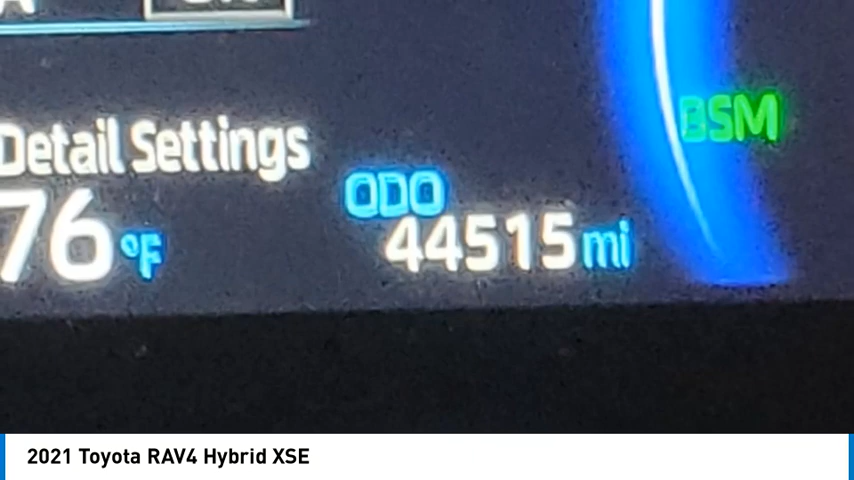 Detail Settings
BSM
ODO
76 °F
44515 mi
2021 Toyota RAV4 Hybrid XSE